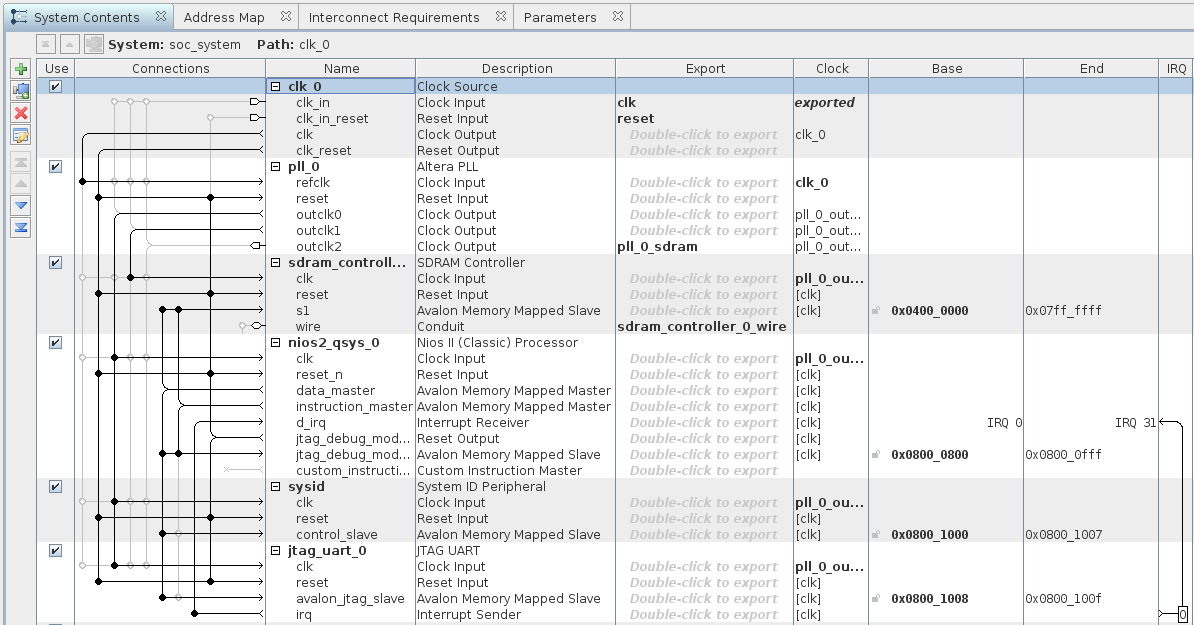 System Contents Address Map Interconnect Requirements Parameters
System: soc_system Path: clk_0
Use Connections Name Description Export Clock Base End IRQ
clk_0 Clock Source
clk_in Clock Input clk exported
clk_in_reset Reset Input reset
clk Clock Output Double-click to export clk_0
clk_reset Reset Output Double-click to export
pll_0 Altera PLL
refclk Clock Input Double-click to export clk_0
reset Reset Input Double-click to export
outclk0 Clock Output Double-click to export pll_0_out...
outclk1 Clock Output Double-click to export pll_0_out...
outclk2 Clock Output pll_0_sdram pll_0_out...
sdram_controll... SDRAM Controller
clk Clock Input Double-click to export pll_0_ou...
reset Reset Input Double-click to export [clk]
s1 Avalon Memory Mapped Slave Double-click to export [clk] 0x0400_0000 0x07ff_ffff
wire Conduit sdram_controller_0_wire
nios2_qsys_0 Nios II (Classic) Processor
clk Clock Input Double-click to export pll_0_ou...
reset_n Reset Input Double-click to export [clk]
data_master Avalon Memory Mapped Master Double-click to export [clk]
instruction_master Avalon Memory Mapped Master Double-click to export [clk]
d_irq Interrupt Receiver Double-click to export [clk] IRQ 0 IRQ 31
jtag_debug_mod... Reset Output Double-click to export [clk]
jtag_debug_mod... Avalon Memory Mapped Slave Double-click to export [clk] 0x0800_0800 0x0800_0fff
custom_instructi... Custom Instruction Master Double-click to export
sysid System ID Peripheral
clk Clock Input Double-click to export pll_0_ou...
reset Reset Input Double-click to export [clk]
control_slave Avalon Memory Mapped Slave Double-click to export [clk] 0x0800_1000 0x0800_1007
jtag_uart_0 JTAG UART
clk Clock Input Double-click to export pll_0_ou...
reset Reset Input Double-click to export [clk]
avalon_jtag_slave Avalon Memory Mapped Slave Double-click to export [clk] 0x0800_1008 0x0800_100f
irq Interrupt Sender Double-click to export [clk] 0